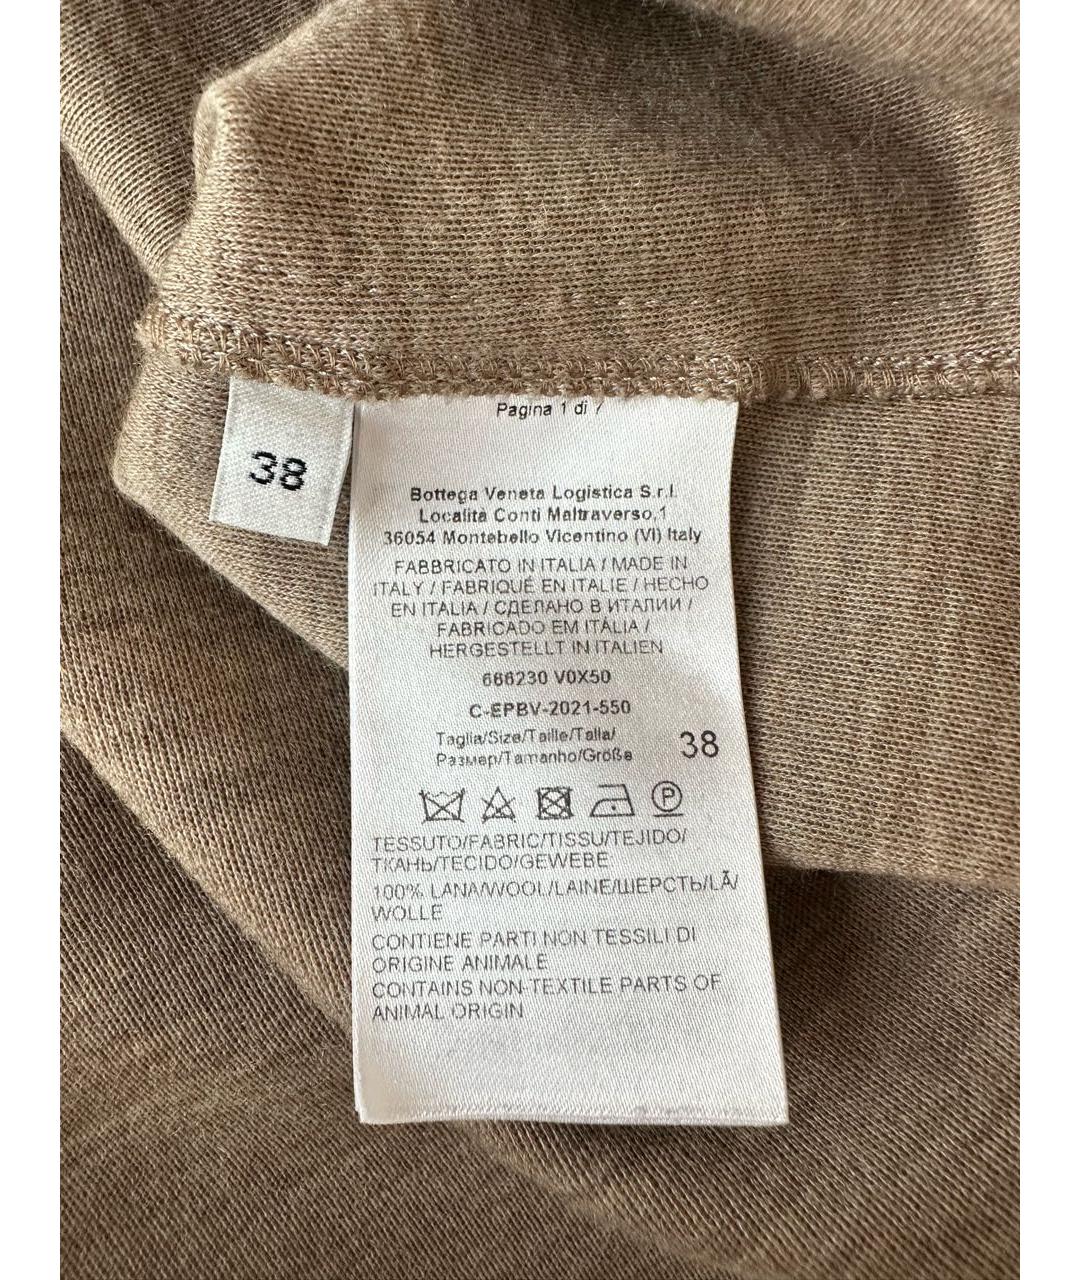 Pagina 1 di 7
38
Bottega Veneta Logistica S.r.l.
Località Conti Maltraverso,1
36054 Montebello Vicentino (VI) Italy
FABBRICATO IN ITALIA / MADE IN
ITALY / FABRIQUÉ EN ITALIE / HECHO
EN ITALIA / СДЕЛАНО В ИТАЛИИ /
FABRICADO EM ITÁLIA /
HERGESTELLT IN ITALIEN
666230 V0X50
C-EPBV-2021-550
Taglia/Size/Taille/Talla/
Размер/Tamanho/Größe
38
P
TESSUTO/FABRIC/TISSU/TEJIDO/
ТКАНЬ/TECIDO/GEWEBE
100% LANA/WOOL/LAINE/ШЕРСТЬ/LÃ/
WOLLE
CONTIENE PARTI NON TESSILI DI
ORIGINE ANIMALE
CONTAINS NON-TEXTILE PARTS OF
ANIMAL ORIGIN